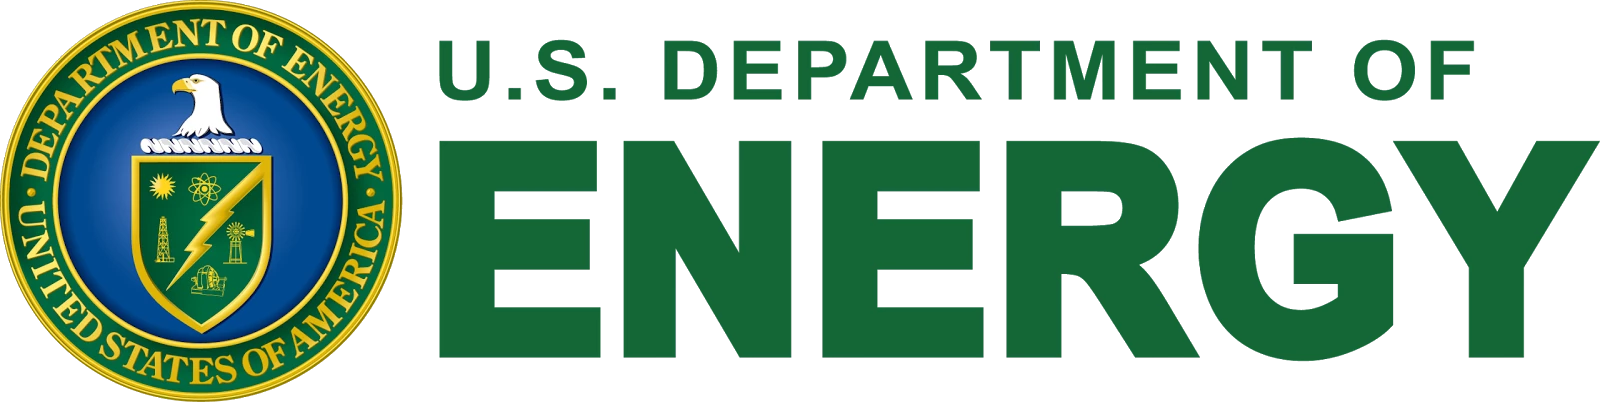 DEPARTMENT OF ENERGY
UNITED STATES OF AMERICA
U.S. DEPARTMENT OF
ENERGY